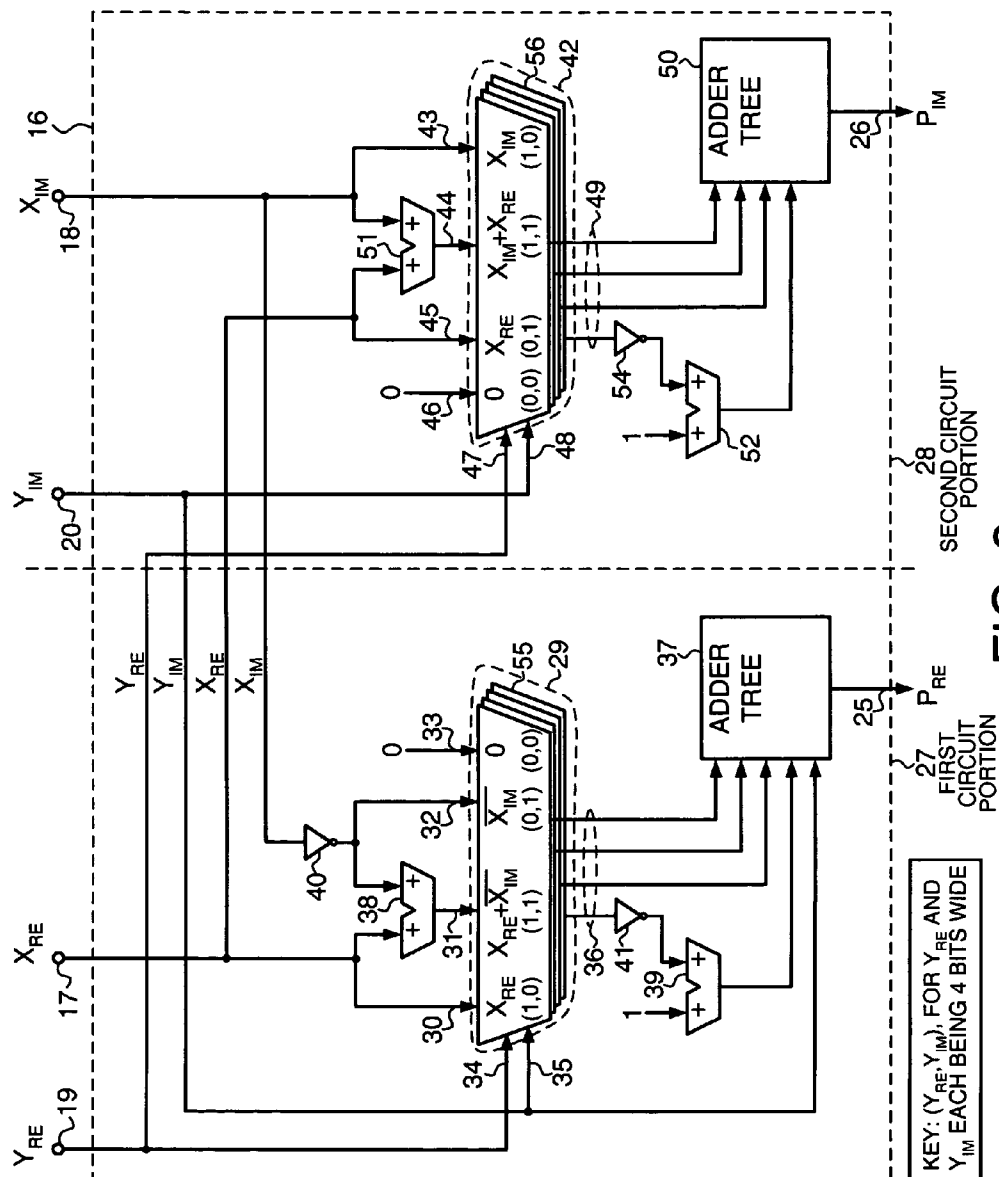 16
Y_RE 19
X_RE 17
Y_IM 20
X_IM 18
Y_RE
Y_IM
X_RE
X_IM
40
+ 38 +
+ 51 +
0 0
30 31 32 33
46 45 44 43
X_RE X_RE+X̅_IM X̅_IM 0
(1,0) (1,1) (0,1) (0,0)
55
29
34
35
0 X_RE X_IM+X_RE X_IM
(0,0) (0,1) (1,1) (1,0)
56
42
47
48
36
41
1
+ 39 +
37
ADDER
TREE
49
54
1
+ +
52
50
ADDER
TREE
25
P_RE
26
P_IM
27
FIRST
CIRCUIT
PORTION
28
SECOND CIRCUIT
PORTION
KEY: (Y_RE,Y_IM), FOR Y_RE AND
Y_IM EACH BEING 4 BITS WIDE